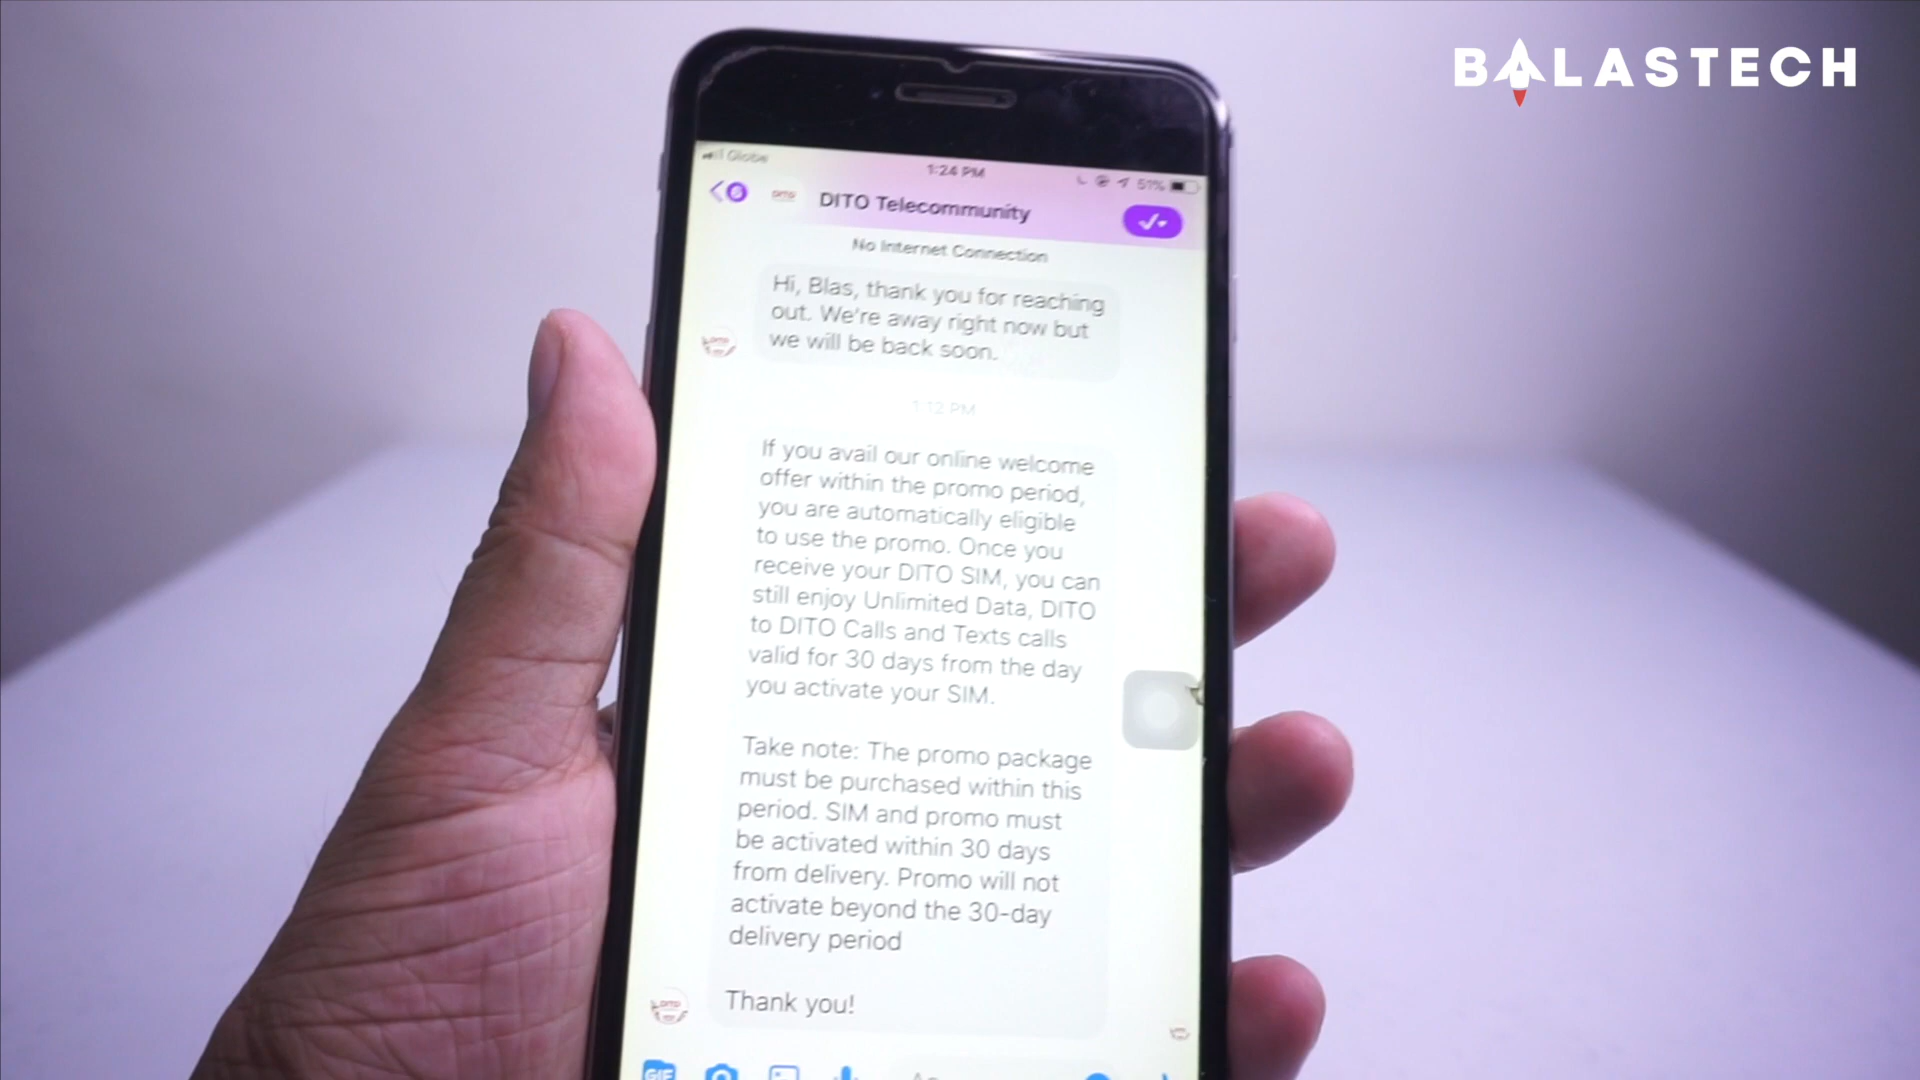 BALASTECH
Globe
1:24 PM
51%
DITO Telecommunity
No Internet Connection
Hi, Blas, thank you for reaching
out. We're away right now but
we will be back soon.
1:12 PM
If you avail our online welcome
offer within the promo period,
you are automatically eligible
to use the promo. Once you
receive your DITO SIM, you can
still enjoy Unlimited Data, DITO
to DITO Calls and Texts calls
valid for 30 days from the day
you activate your SIM.
Take note: The promo package
must be purchased within this
period. SIM and promo must
be activated within 30 days
from delivery. Promo will not
activate beyond the 30-day
delivery period
Thank you!
GIF
Aa